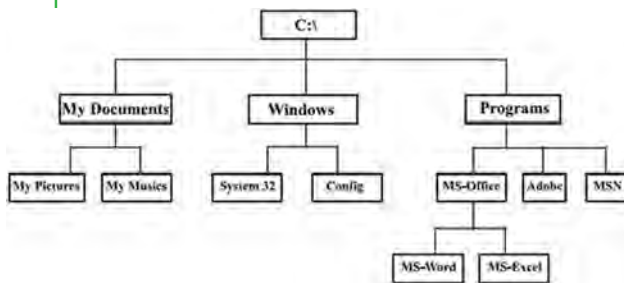 C:\
My Documents Windows Programs
My Pictures My Musics System 32 Config MS-Office Adobe MSN
MS-Word MS-Excel